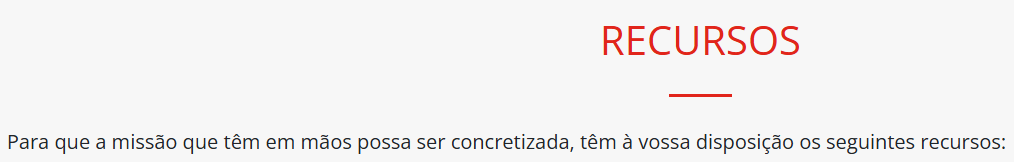 RECURSOS
Para que a missão que têm em mãos possa ser concretizada, têm à vossa disposição os seguintes recursos: